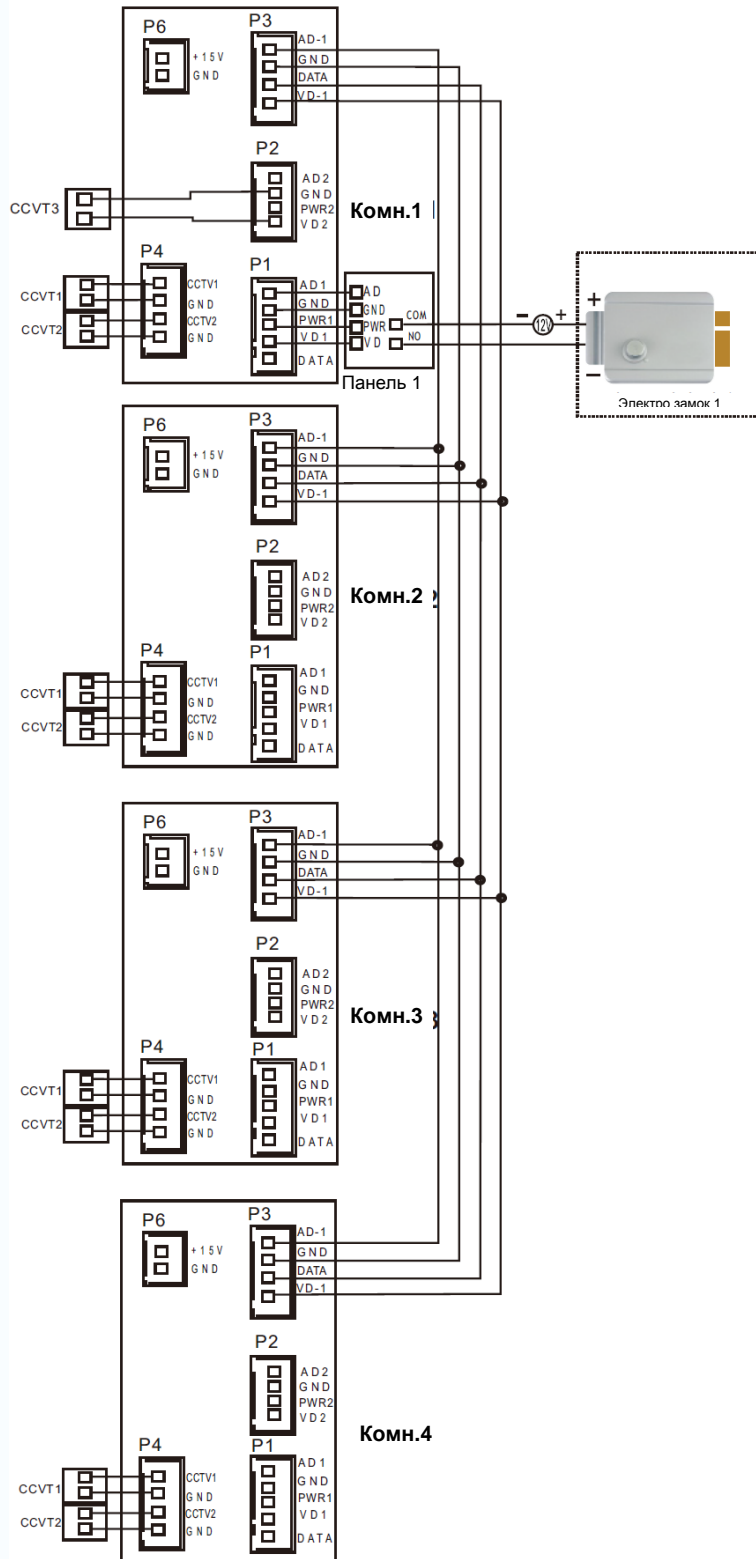 P6
+15V
GND
P3
AD-1
GND
DATA
VD-1
P2
AD2
GND
PWR2
VD2
CCVT3
Комн.1
P4
CCTV1
GND
CCTV2
GND
CCVT1
CCVT2
P1
AD1
GND
PWR1
VD1
DATA
AD
GND
PWR
VD
COM
NO
Панель 1
−
12V
+
+
−
Электро замок 1
P6
+15V
GND
P3
AD-1
GND
DATA
VD-1
P2
AD2
GND
PWR2
VD2
Комн.2
P4
CCTV1
GND
CCTV2
GND
CCVT1
CCVT2
P1
AD1
GND
PWR1
VD1
DATA
P6
+15V
GND
P3
AD-1
GND
DATA
VD-1
P2
AD2
GND
PWR2
VD2
Комн.3
P4
CCTV1
GND
CCTV2
GND
CCVT1
CCVT2
P1
AD1
GND
PWR1
VD1
DATA
P6
+15V
GND
P3
AD-1
GND
DATA
VD-1
P2
AD2
GND
PWR2
VD2
Комн.4
P4
CCTV1
GND
CCTV2
GND
CCVT1
CCVT2
P1
AD1
GND
PWR1
VD1
DATA